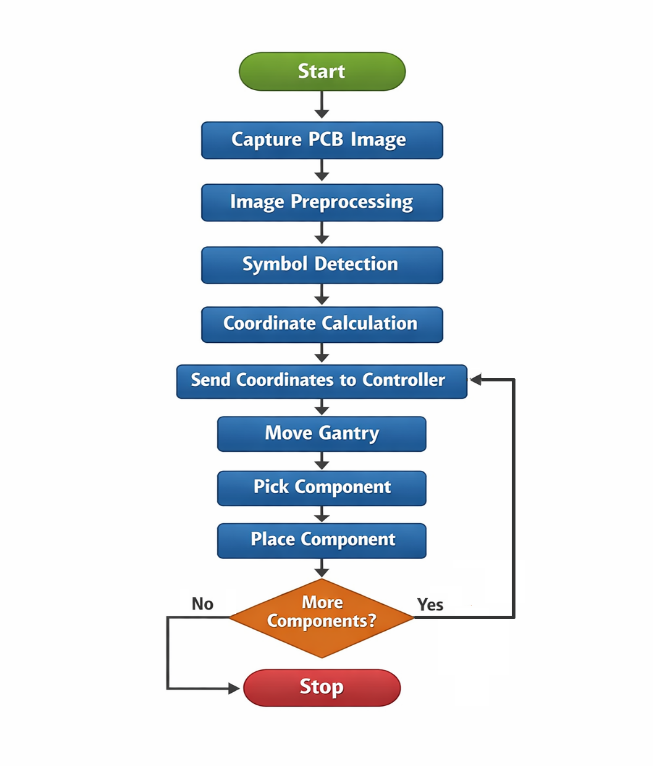 Start
Capture PCB Image
Image Preprocessing
Symbol Detection
Coordinate Calculation
Send Coordinates to Controller
Move Gantry
Pick Component
Place Component
More
Components?
No
Yes
Stop